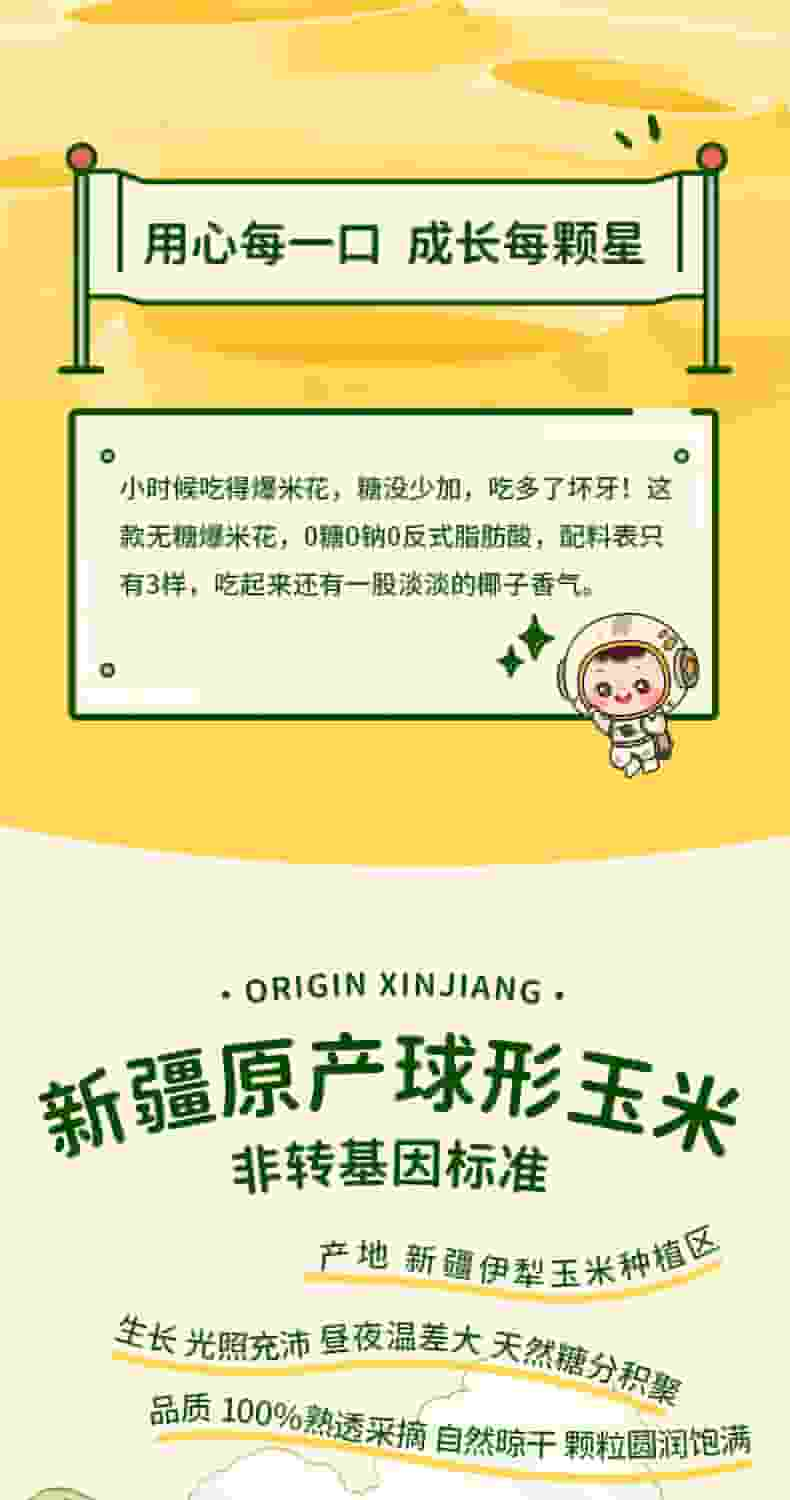 用心每一口 成长每颗星
小时候吃得爆米花，糖没少加，吃多了坏牙！这
款无糖爆米花，0糖0钠0反式脂肪酸，配料表只
有3样，吃起来还有一股淡淡的椰子香气。
· ORIGIN XINJIANG ·
新疆原产球形玉米
非转基因标准
产地 新疆伊犁玉米种植区
生长 光照充沛 昼夜温差大 天然糖分积聚
品质 100%熟透采摘 自然晾干 颗粒圆润饱满